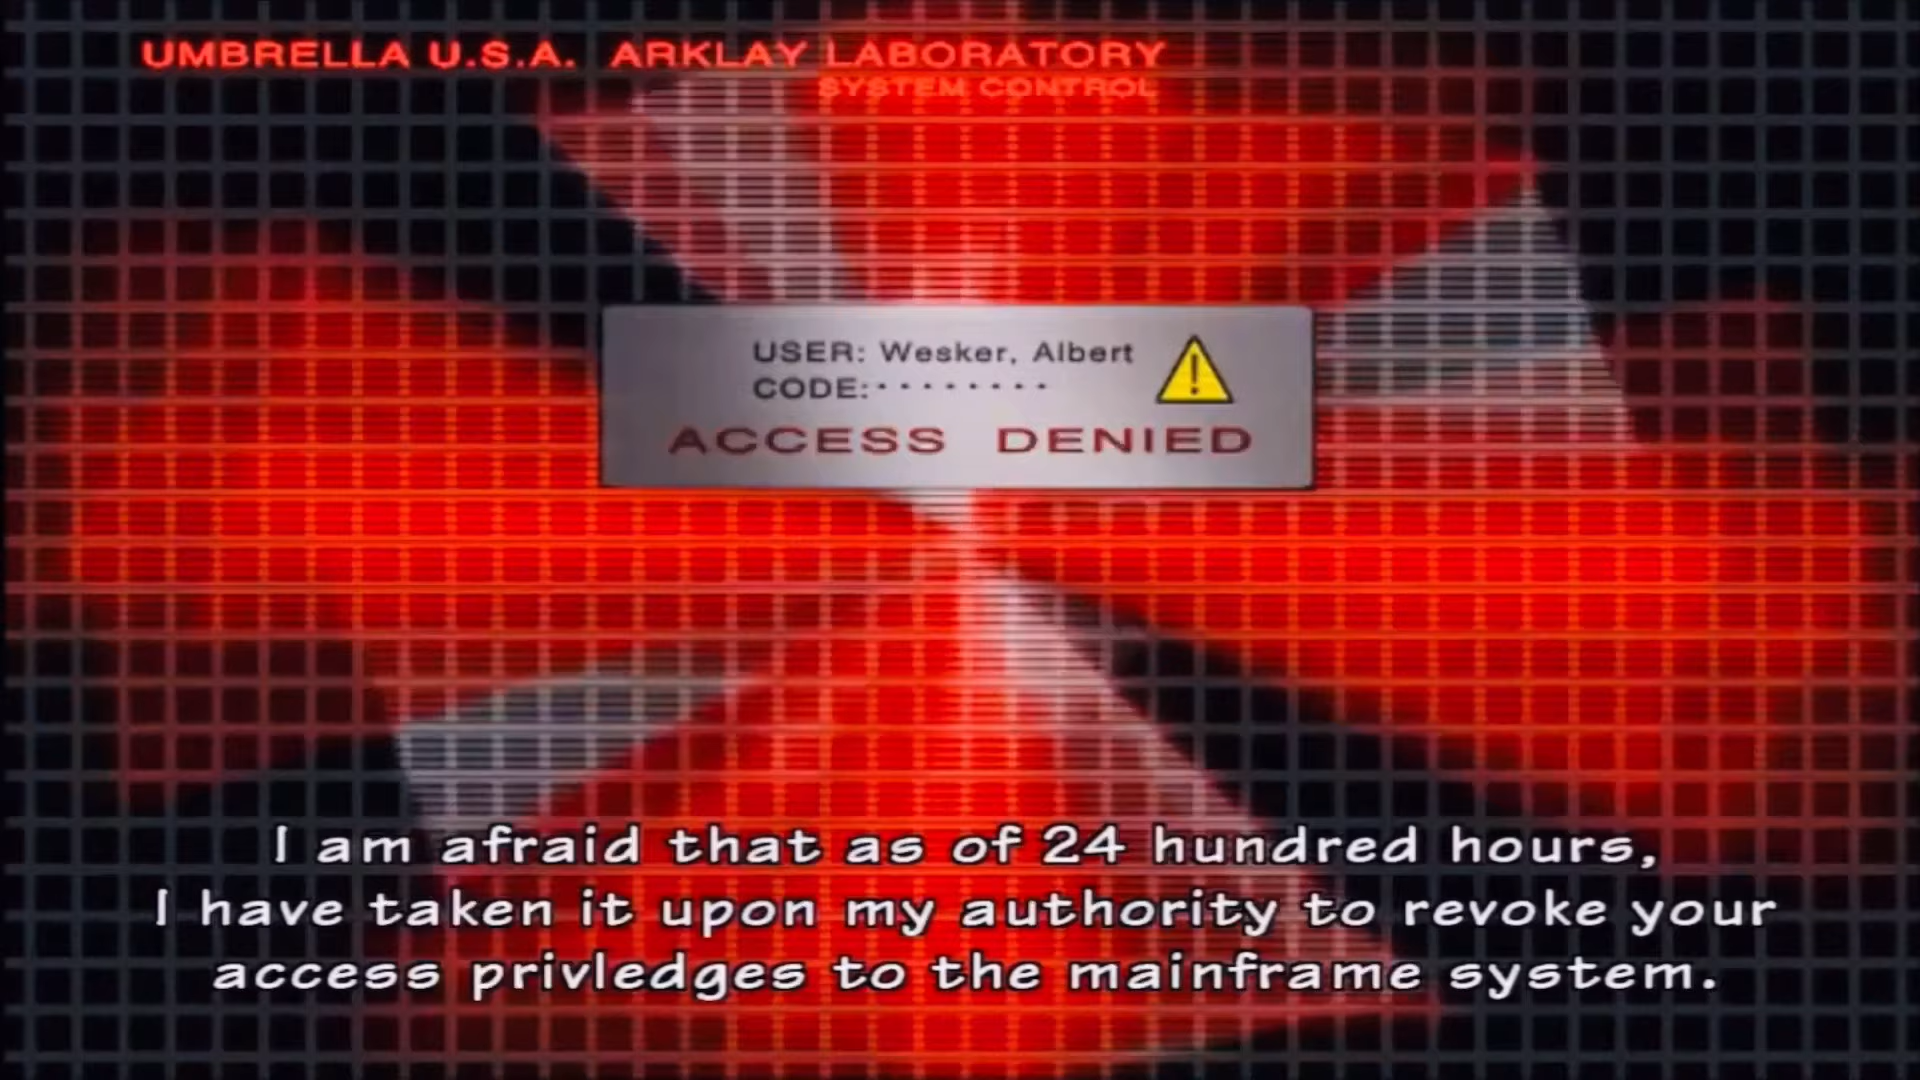 UMBRELLA U.S.A. ARKLAY LABORATORY
SYSTEM CONTROL
USER: Wesker, Albert
CODE:········
ACCESS DENIED
I am afraid that as of 24 hundred hours,
I have taken it upon my authority to revoke your
access privledges to the mainframe system.